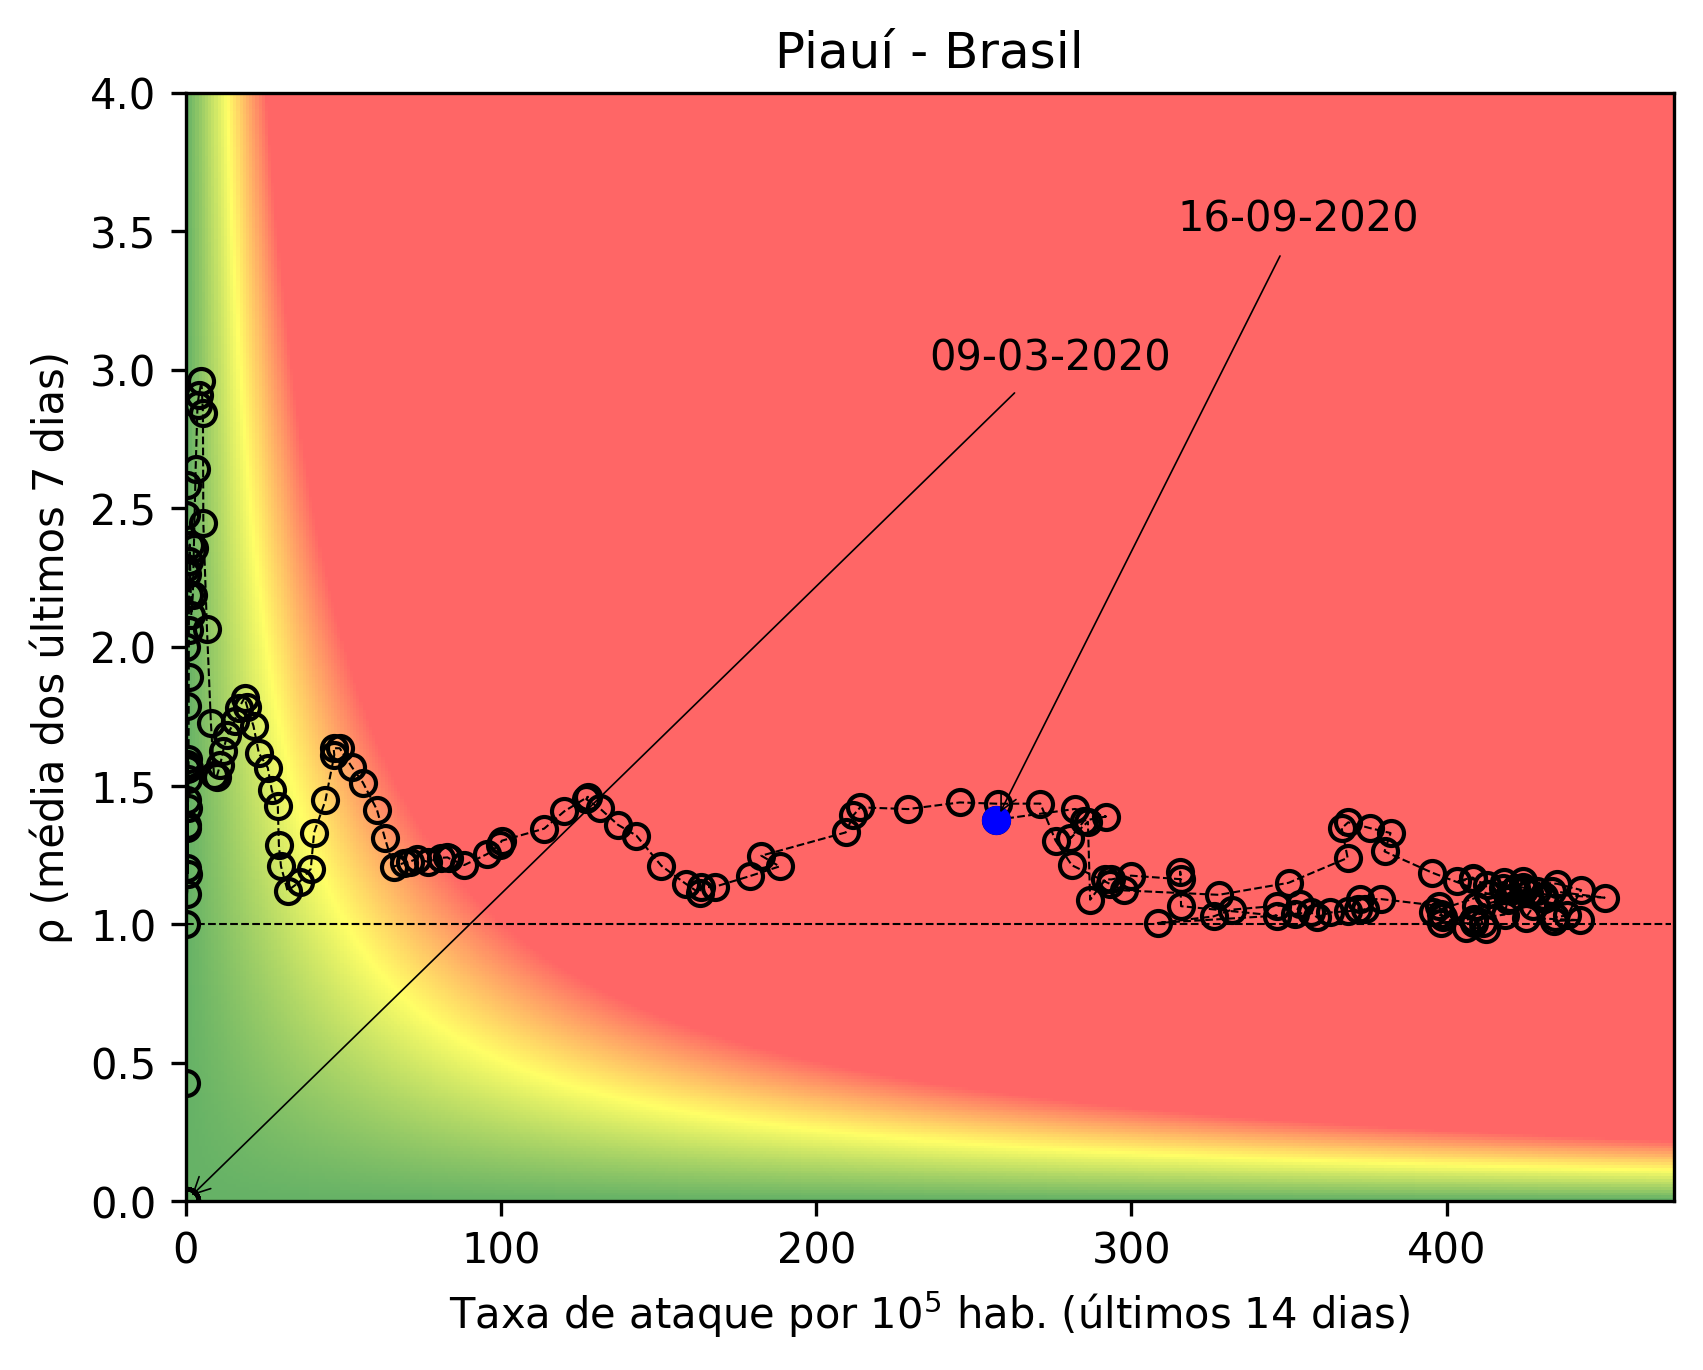 Piauí - Brasil
4.0
3.5
3.0
2.5
2.0
1.5
1.0
0.5
0.0
ρ (média dos últimos 7 dias)
16-09-2020
09-03-2020
0 100 200 300 400
Taxa de ataque por 10⁵ hab. (últimos 14 dias)